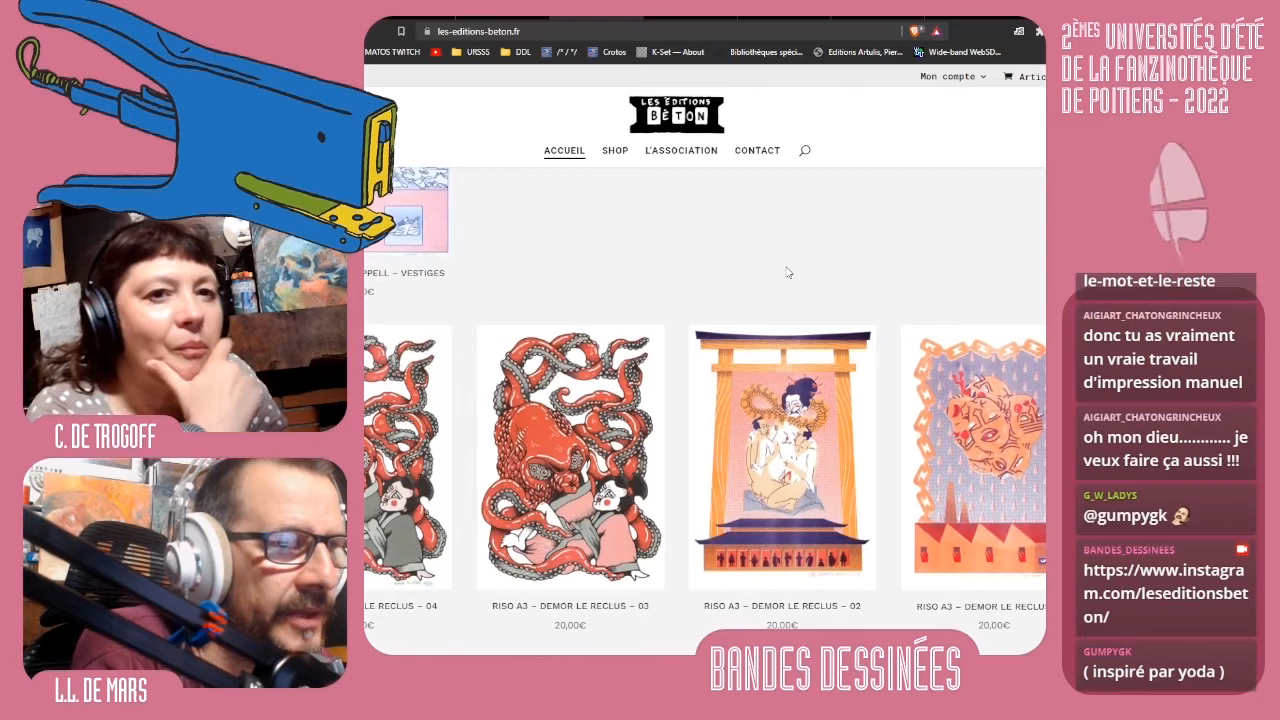 les-editions-beton.fr
MATOS TWITCH
URSSS
DDL
/*/*/
Crotos
K-Set — About
Bibliothèques spéci...
Editions Artulis, Pier...
Wide-band WebSD...
Mon compte
Artic
LES ÉDITIONS
BÉTON
ACCUEIL
SHOP
L'ASSOCIATION
CONTACT
PPELL – VESTIGES
0€
LE RECLUS – 04
0€
RISO A3 – DEMOR LE RECLUS – 03
20,00€
RISO A3 – DEMOR LE RECLUS – 02
20,00€
RISO A3 – DEMOR LE RECLUS
20,00€
C. DE TROGOFF
L.L. DE MARS
BANDES DESSINÉES
2ÈMES UNIVERSITÉS D'ÉTÉ
DE LA FANZINOTHÈQUE
DE POITIERS - 2022
le-mot-et-le-reste
AIGIART_CHATONGRINCHEUX
donc tu as vraiment
un vraie travail
d'impression manuel
AIGIART_CHATONGRINCHEUX
oh mon dieu............ je
veux faire ça aussi !!!
G_W_LADYS
@gumpygk
BANDES_DESSINEES
https://www.instagra
m.com/leseditionsbet
on/
GUMPYGK
( inspiré par yoda )